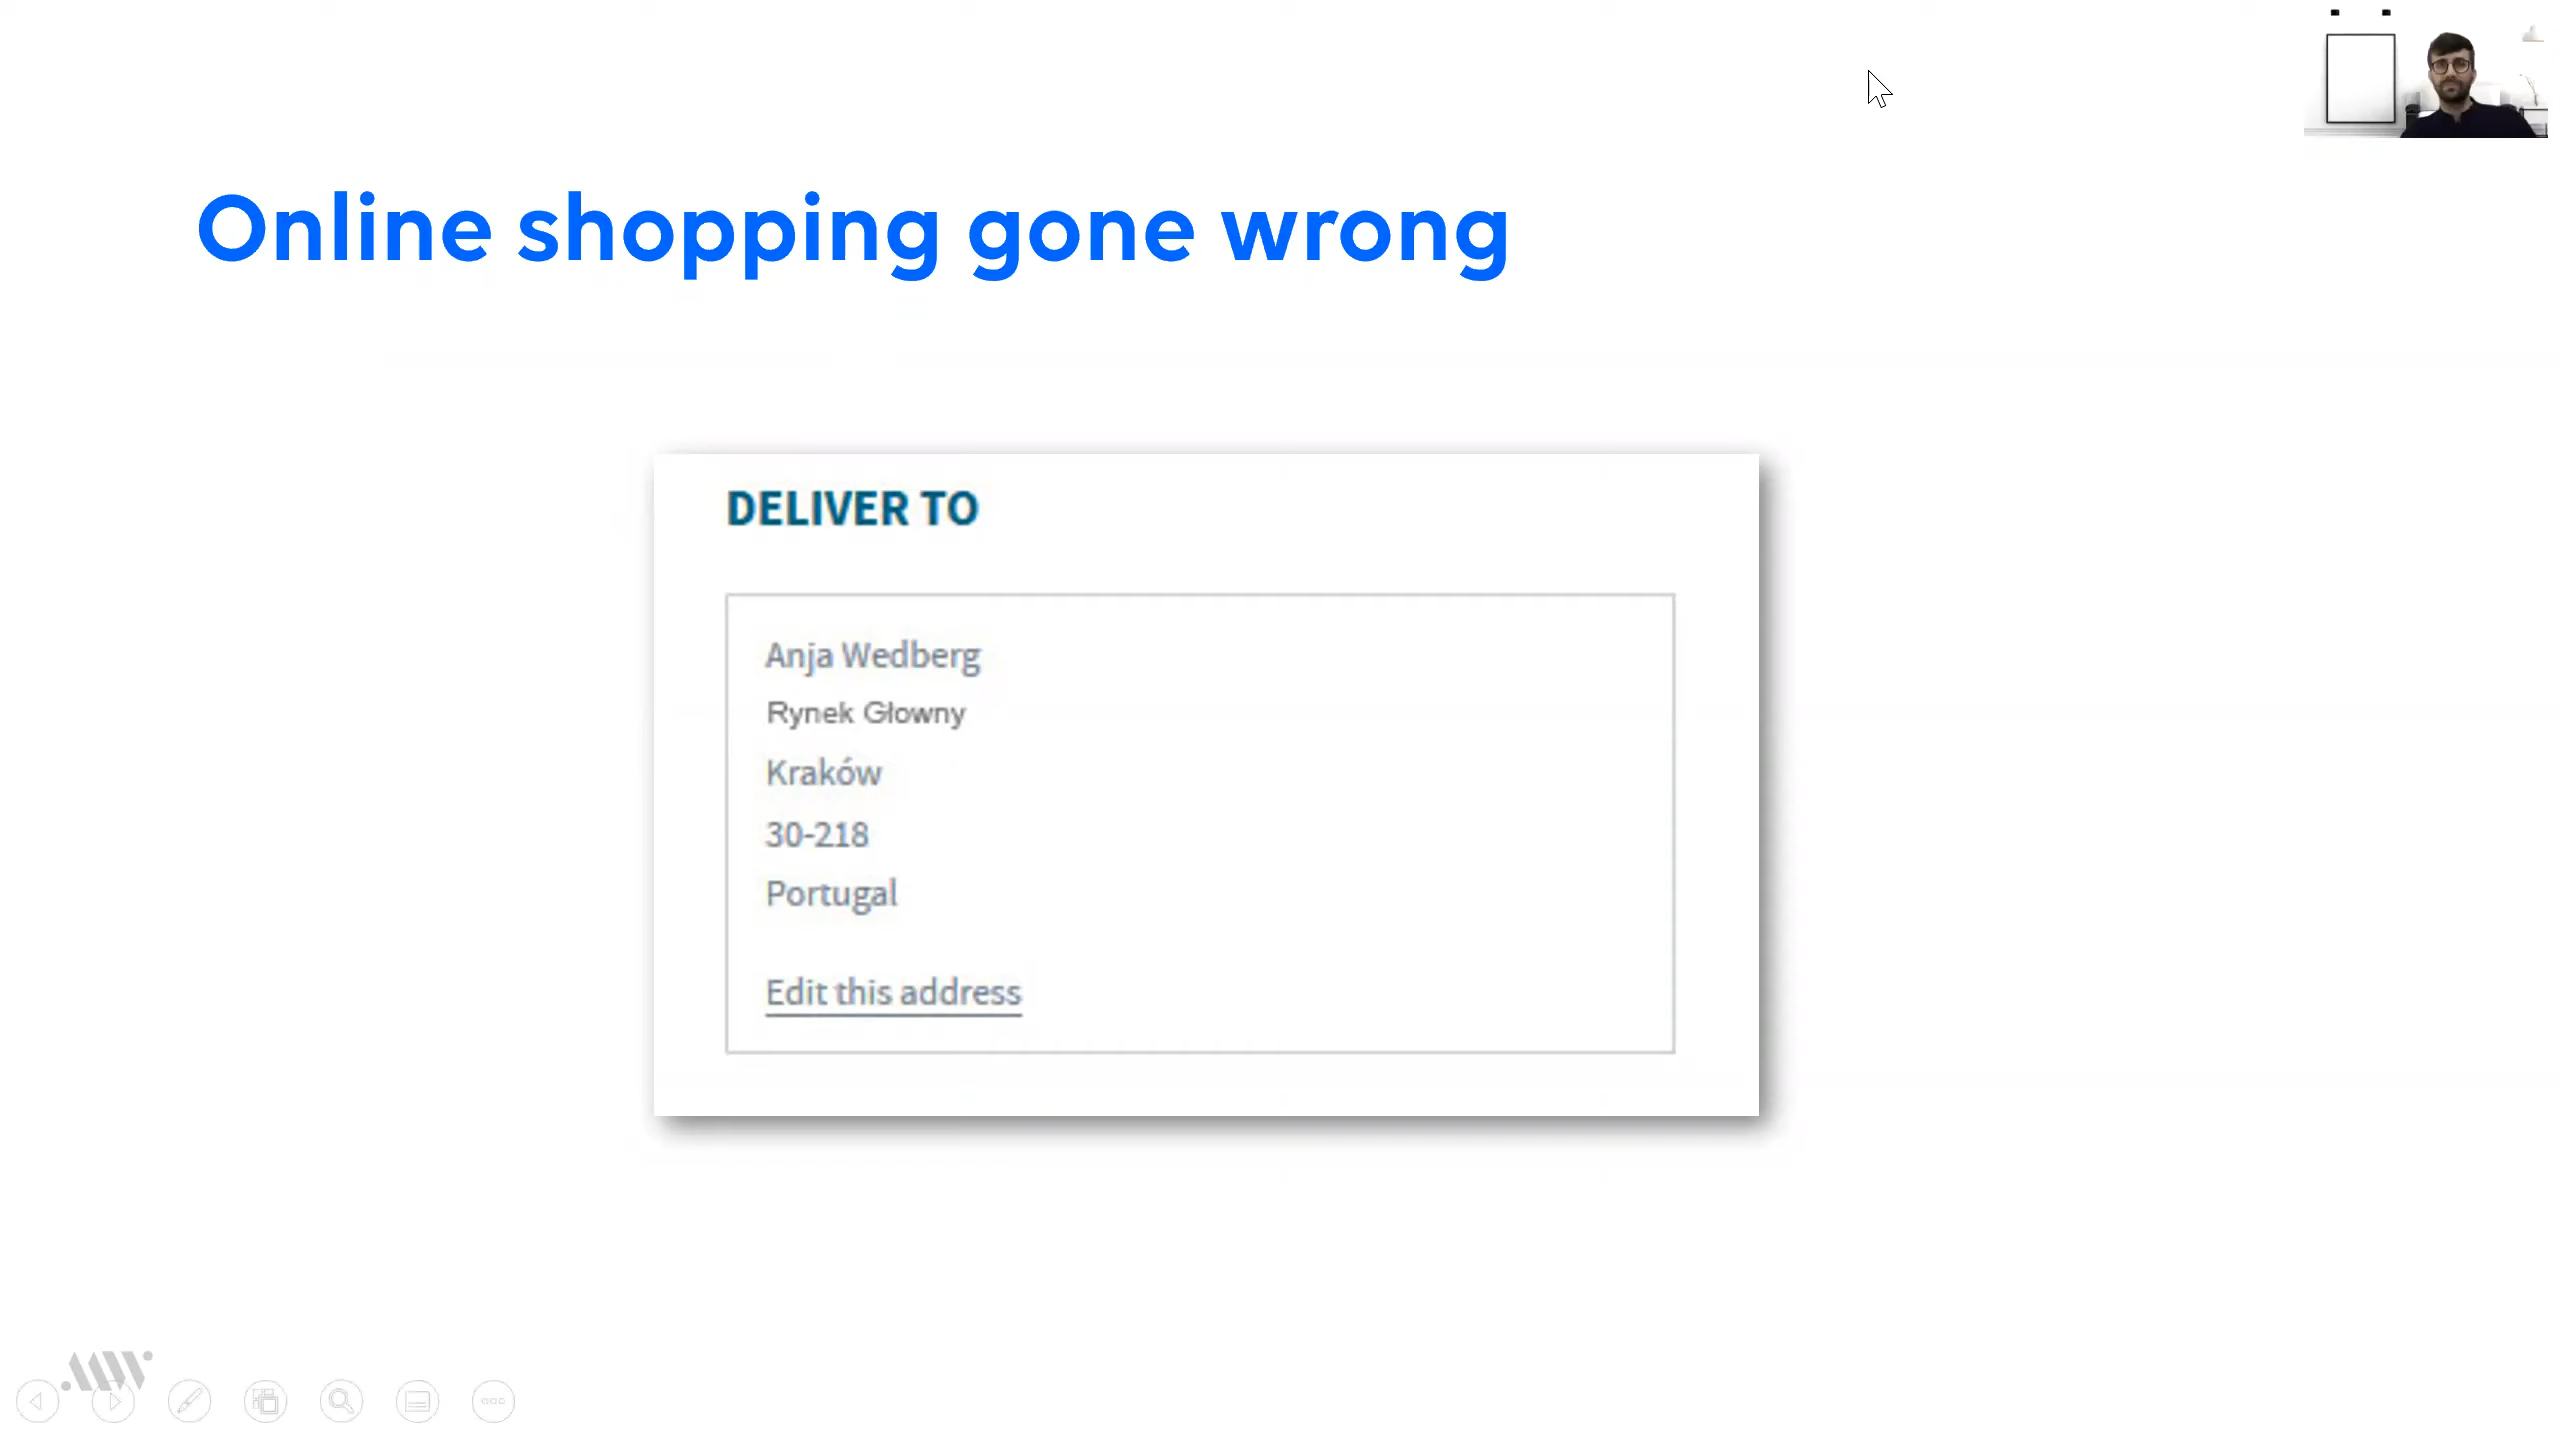 Online shopping gone wrong
DELIVER TO
Anja Wedberg
Rynek Głowny
Kraków
30-218
Portugal
Edit this address